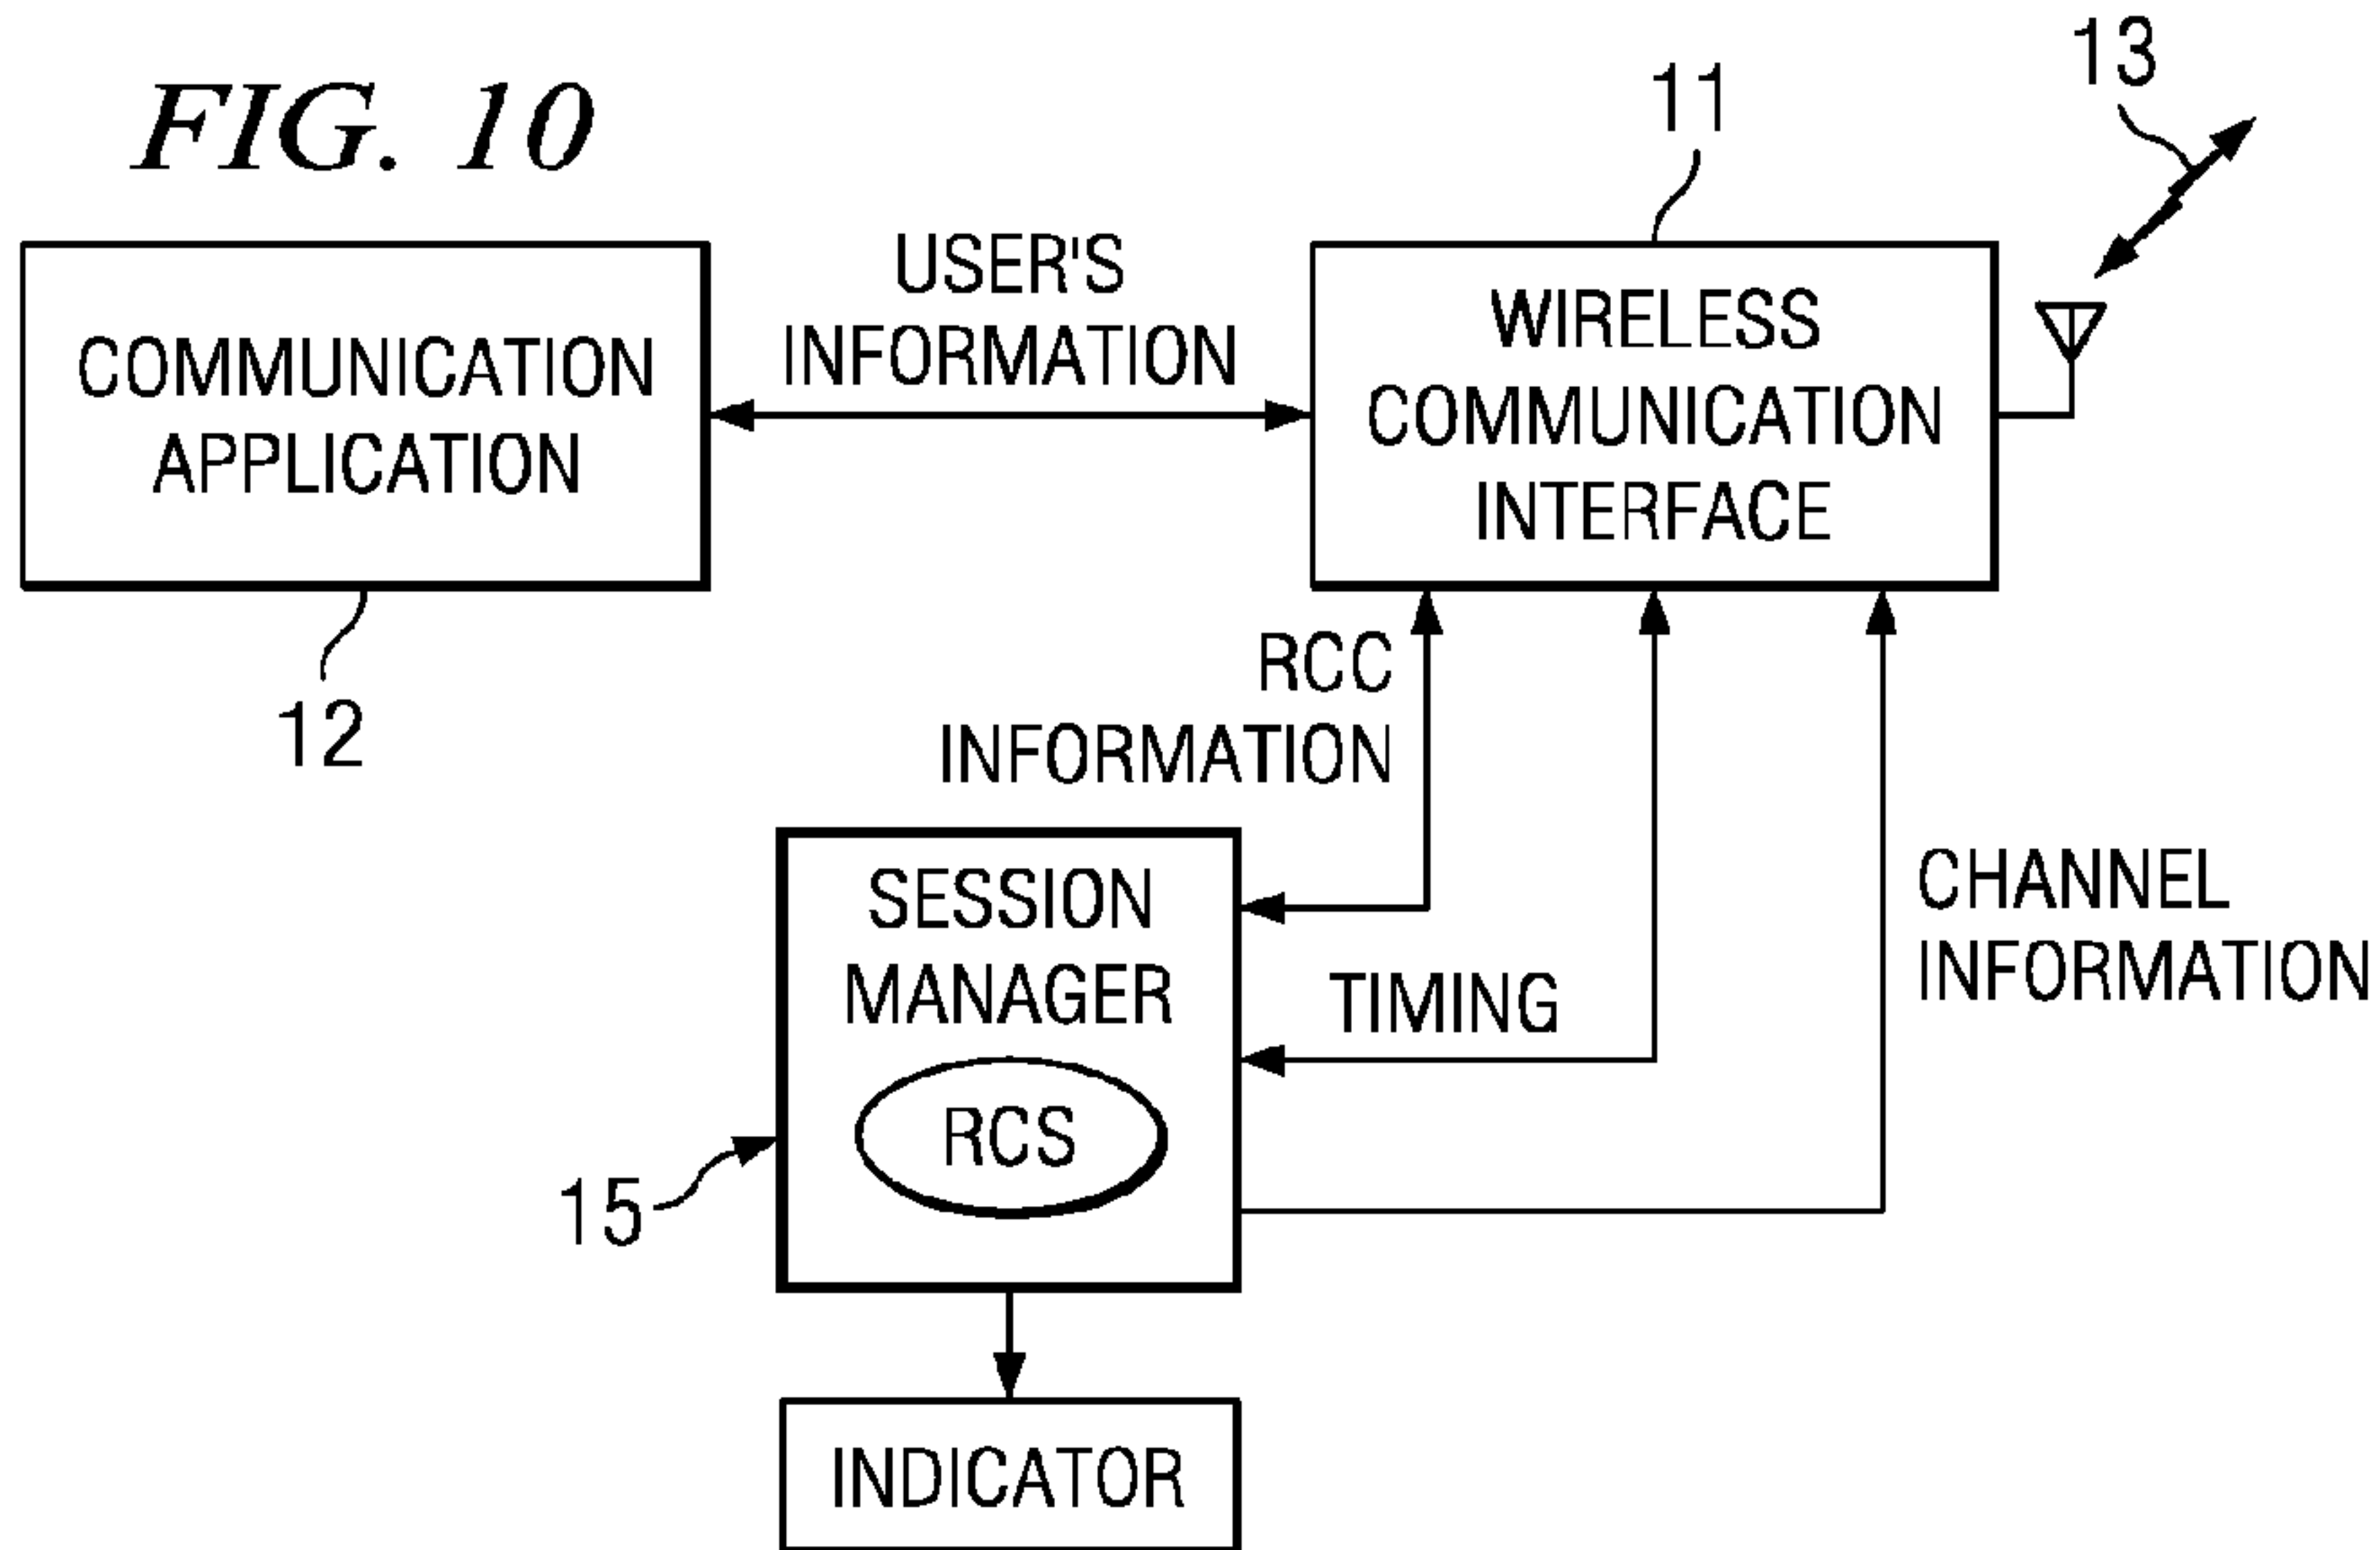 FIG. 10
13
11
COMMUNICATION
APPLICATION
12
USER'S
INFORMATION
WIRELESS
COMMUNICATION
INTERFACE
RCC
INFORMATION
TIMING
CHANNEL
INFORMATION
SESSION
MANAGER
RCS
15
INDICATOR